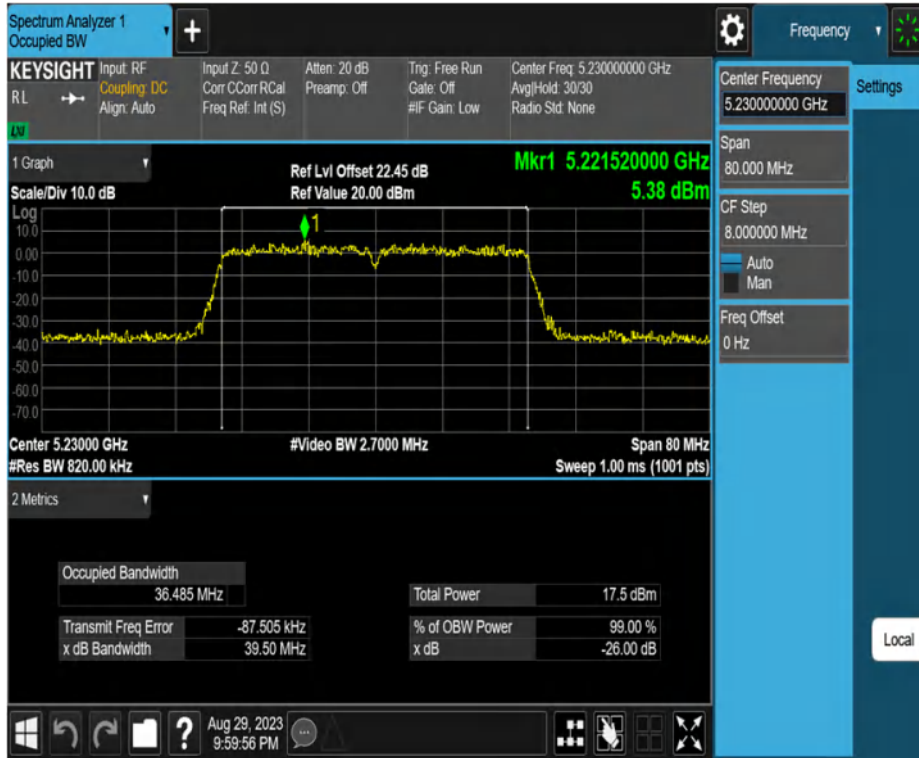 Spectrum Analyzer 1
Occupied BW
+
Frequency
KEYSIGHT
R L
LXI
Input: RF
Coupling: DC
Align: Auto
Input Z: 50 Ω
Corr CCorr RCal
Freq Ref: Int (S)
Atten: 20 dB
Preamp: Off
Trig: Free Run
Gate: Off
#IF Gain: Low
Center Freq: 5.230000000 GHz
Avg|Hold: 30/30
Radio Std: None
Center Frequency
5.230000000 GHz
Settings
Span
80.000 MHz
CF Step
8.000000 MHz
Auto
Man
Freq Offset
0 Hz
1 Graph
Scale/Div 10.0 dB
Ref Lvl Offset 22.45 dB
Ref Value 20.00 dBm
Mkr1 5.221520000 GHz
5.38 dBm
Log
10.0
0.00
-10.0
-20.0
-30.0
-40.0
-50.0
-60.0
-70.0
1
Center 5.23000 GHz
#Res BW 820.00 kHz
#Video BW 2.7000 MHz
Span 80 MHz
Sweep 1.00 ms (1001 pts)
2 Metrics
Occupied Bandwidth
36.485 MHz
Total Power 17.5 dBm
Transmit Freq Error -87.505 kHz
% of OBW Power 99.00 %
x dB Bandwidth 39.50 MHz
x dB -26.00 dB
Local
?
Aug 29, 2023
9:59:56 PM